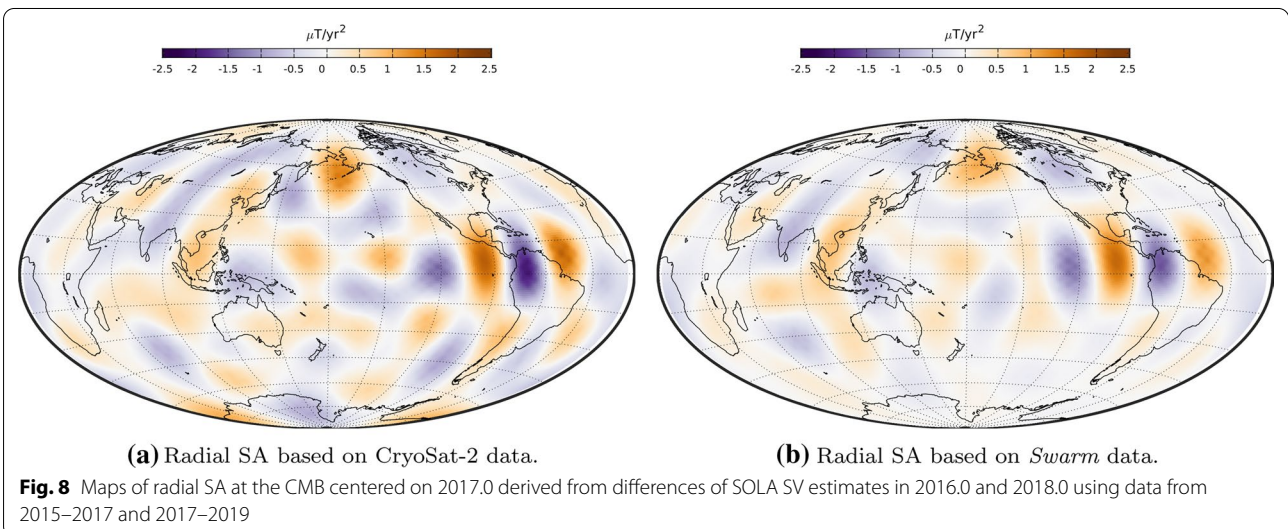 μT/yr²
-2.5 -2 -1.5 -1 -0.5 0 0.5 1 1.5 2 2.5
μT/yr²
-2.5 -2 -1.5 -1 -0.5 0 0.5 1 1.5 2 2.5
(a) Radial SA based on CryoSat-2 data.
(b) Radial SA based on Swarm data.
Fig. 8 Maps of radial SA at the CMB centered on 2017.0 derived from differences of SOLA SV estimates in 2016.0 and 2018.0 using data from
2015–2017 and 2017–2019